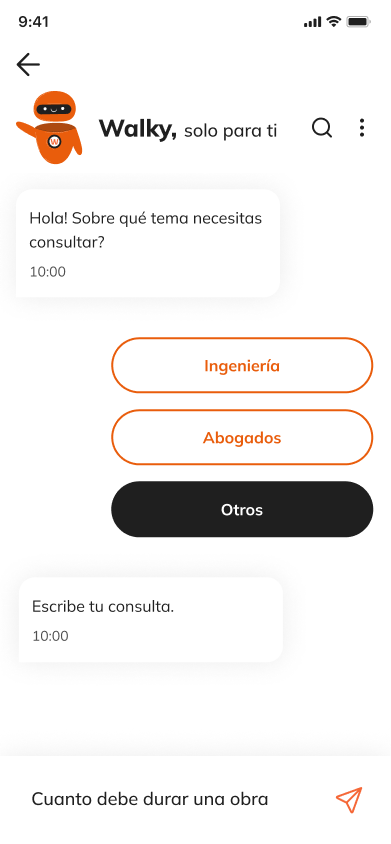 9:41
Walky, solo para ti
W
Hola! Sobre qué tema necesitas
consultar?
10:00
Ingeniería
Abogados
Otros
Escribe tu consulta.
10:00
Cuanto debe durar una obra